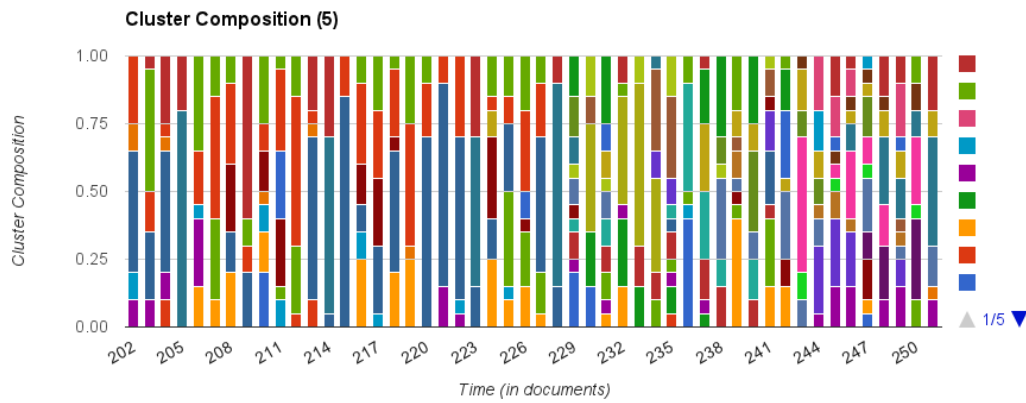 Cluster Composition (5)
1.00
0.75
0.50
0.25
0.00
Cluster Composition
202 205 208 211 214 217 220 223 226 229 232 235 238 241 244 247 250
Time (in documents)
1/5